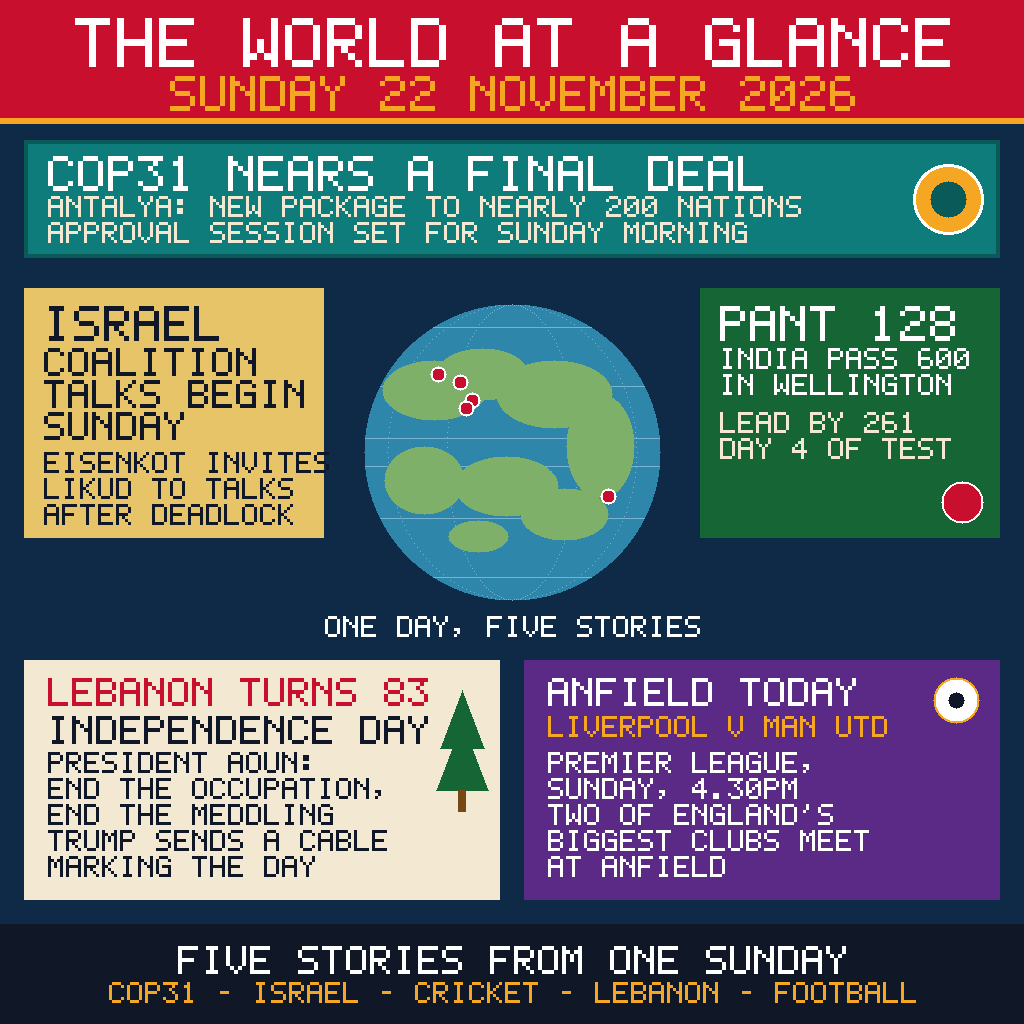 THE WORLD AT A GLANCE
SUNDAY 22 NOVEMBER 2026
COP31 NEARS A FINAL DEAL
ANTALYA: NEW PACKAGE TO NEARLY 200 NATIONS
APPROVAL SESSION SET FOR SUNDAY MORNING
ISRAEL
COALITION
TALKS BEGIN
SUNDAY
EISENKOT INVITES
LIKUD TO TALKS
AFTER DEADLOCK
PANT 128
INDIA PASS 600
IN WELLINGTON
LEAD BY 261
DAY 4 OF TEST
ONE DAY, FIVE STORIES
LEBANON TURNS 83
INDEPENDENCE DAY
PRESIDENT AOUN:
END THE OCCUPATION,
END THE MEDDLING
TRUMP SENDS A CABLE
MARKING THE DAY
ANFIELD TODAY
LIVERPOOL V MAN UTD
PREMIER LEAGUE,
SUNDAY, 4.30PM
TWO OF ENGLAND'S
BIGGEST CLUBS MEET
AT ANFIELD
FIVE STORIES FROM ONE SUNDAY
COP31 - ISRAEL - CRICKET - LEBANON - FOOTBALL